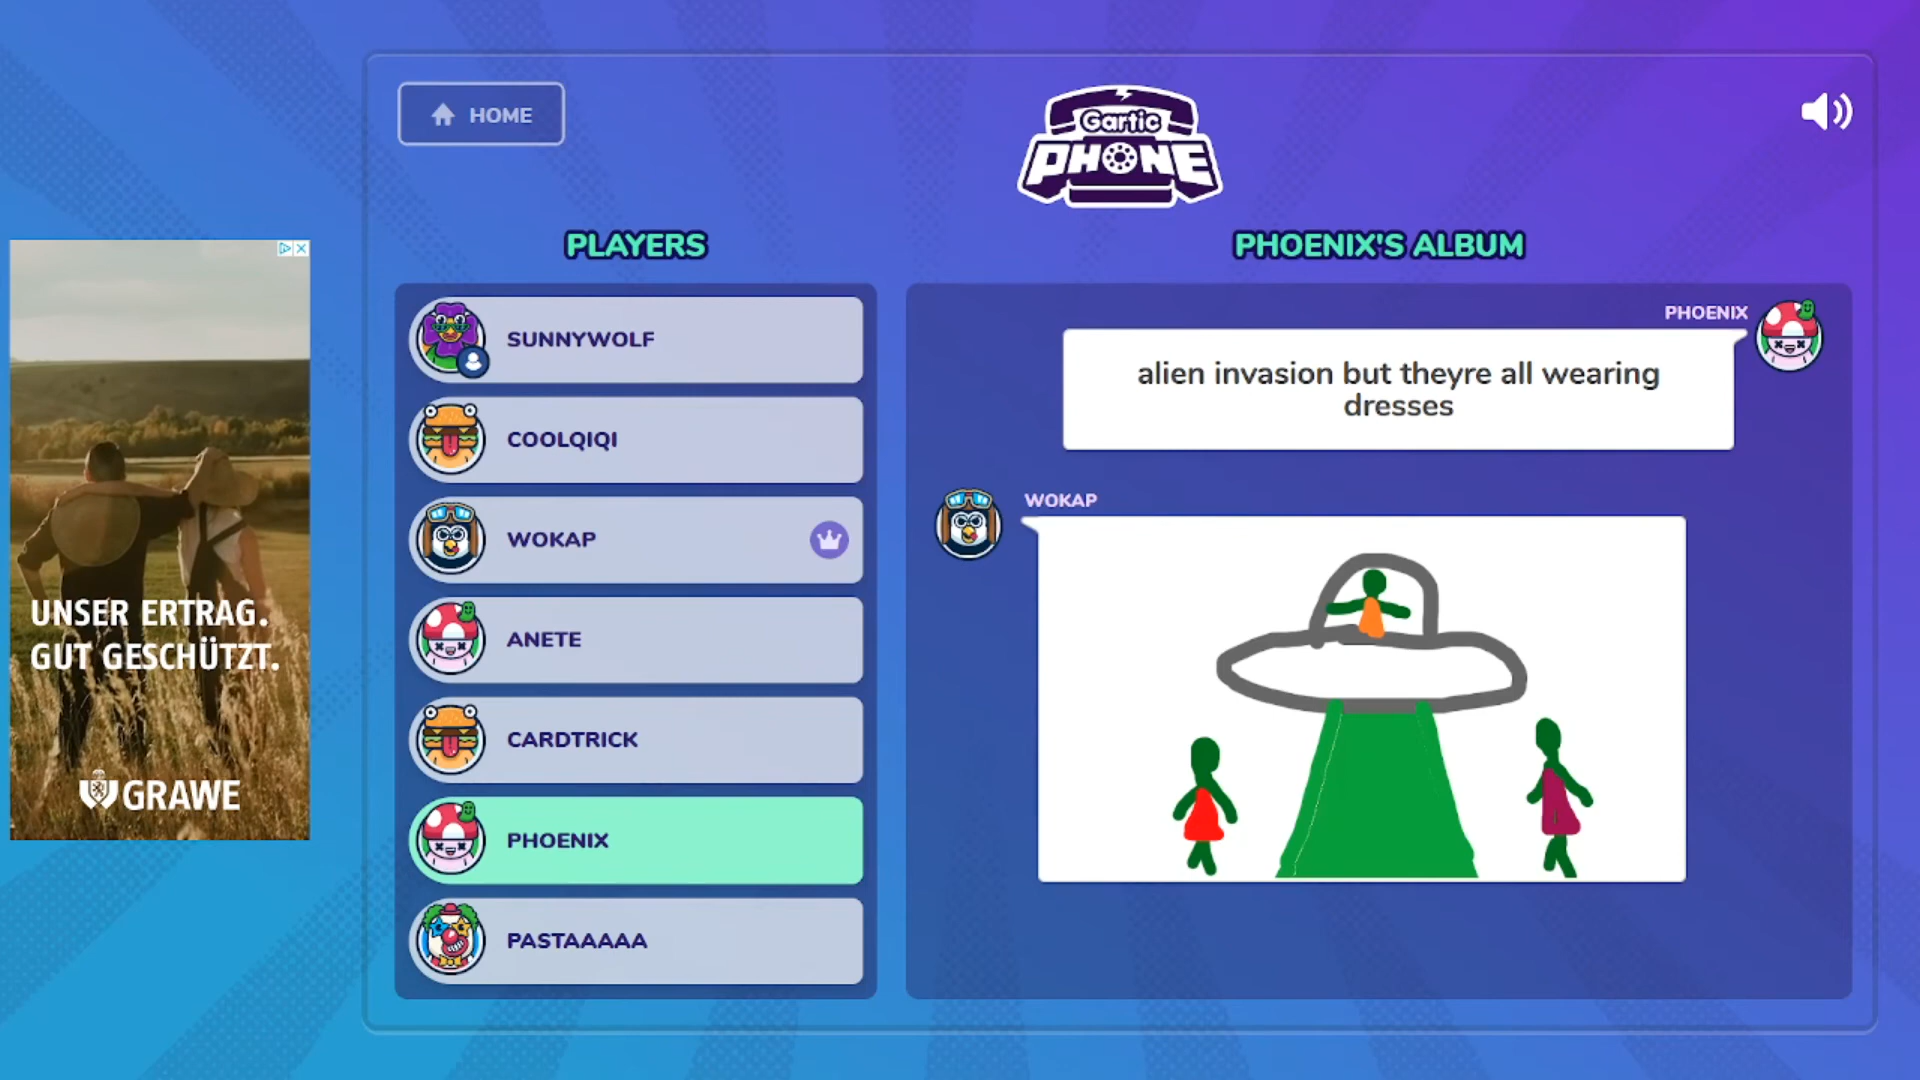 HOME
Gartic
PHONE
PLAYERS
PHOENIX'S ALBUM
SUNNYWOLF
COOLQIQI
WOKAP
ANETE
CARDTRICK
PHOENIX
PASTAAAAA
PHOENIX
alien invasion but theyre all wearing
dresses
WOKAP
UNSER ERTRAG.
GUT GESCHÜTZT.
GRAWE